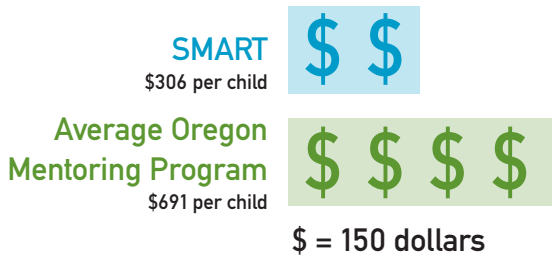 SMART
$306 per child
$ $
Average Oregon
Mentoring Program
$691 per child
$ $ $ $
$ = 150 dollars